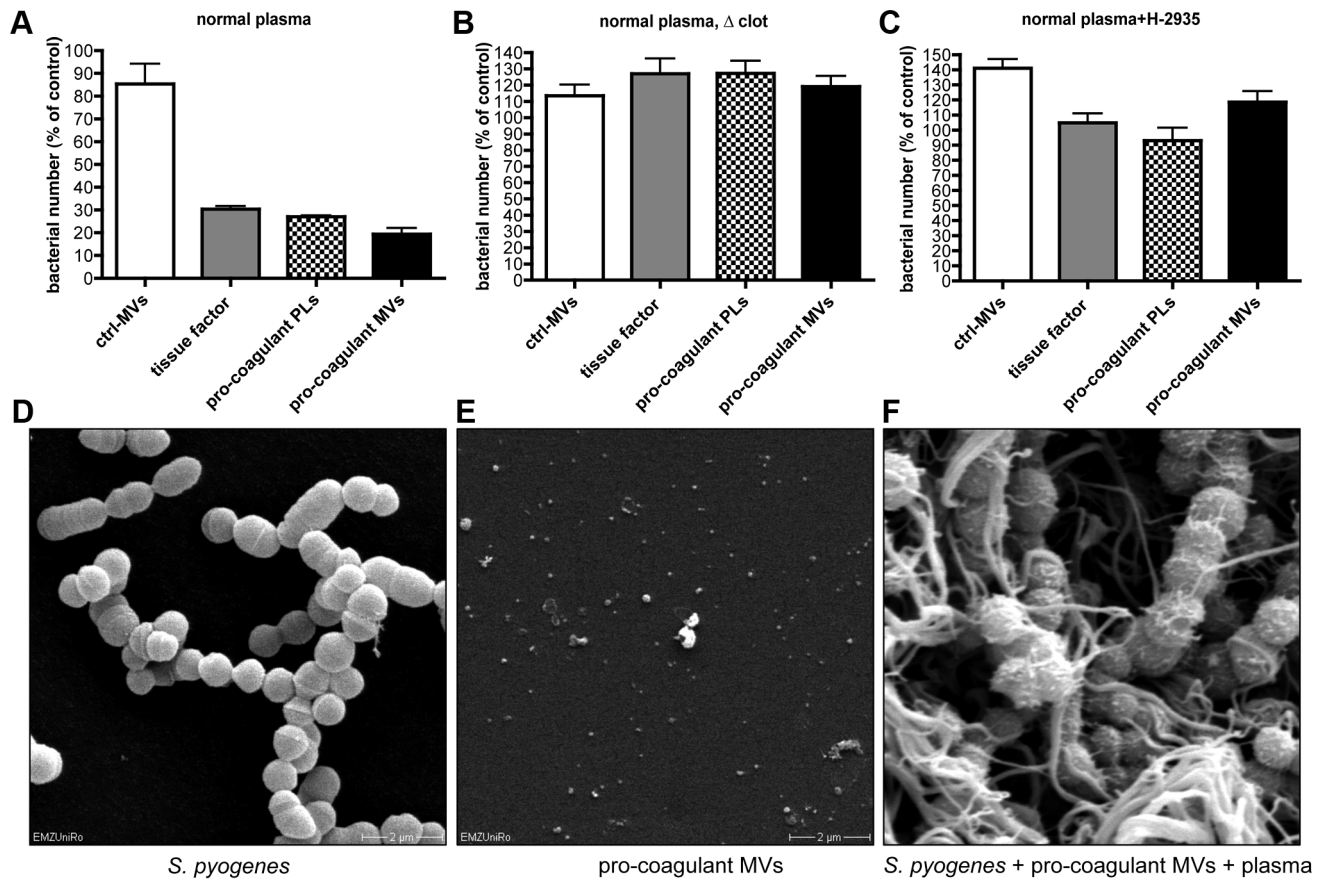 A
normal plasma
bacterial number (% of control)
100
90
80
70
60
50
40
30
20
10
0
ctrl-MVs
tissue factor
pro-coagulant PLs
pro-coagulant MVs
B
normal plasma, Δ clot
bacterial number (% of control)
140
130
120
110
100
90
80
70
60
50
40
30
20
10
0
ctrl-MVs
tissue factor
pro-coagulant PLs
pro-coagulant MVs
C
normal plasma+H-2935
bacterial number (% of control)
150
140
130
120
110
100
90
80
70
60
50
40
30
20
10
0
ctrl-MVs
tissue factor
pro-coagulant PLs
pro-coagulant MVs
D
EMZUniRo
2 µm
S. pyogenes
E
EMZUniRo
2 µm
pro-coagulant MVs
F
S. pyogenes + pro-coagulant MVs + plasma